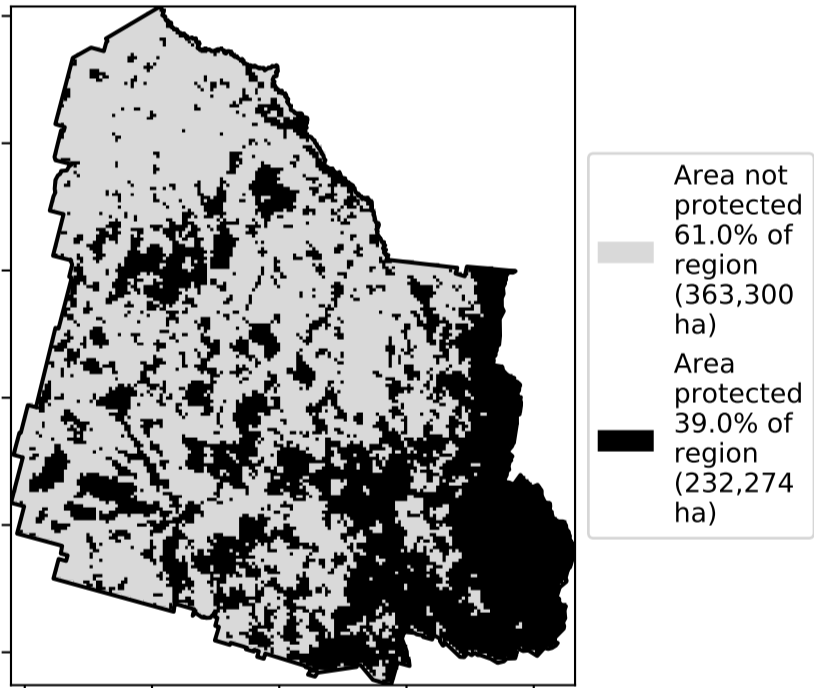 Area not
protected
61.0% of
region
(363,300
ha)
Area
protected
39.0% of
region
(232,274
ha)